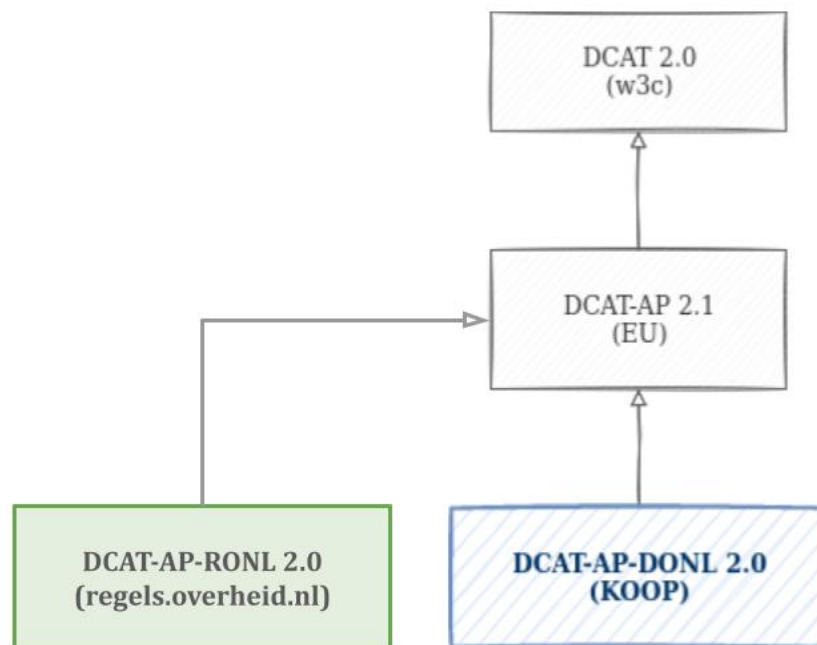 DCAT 2.0
(w3c)
DCAT-AP 2.1
(EU)
DCAT-AP-RONL 2.0
(regels.overheid.nl)
DCAT-AP-DONL 2.0
(KOOP)